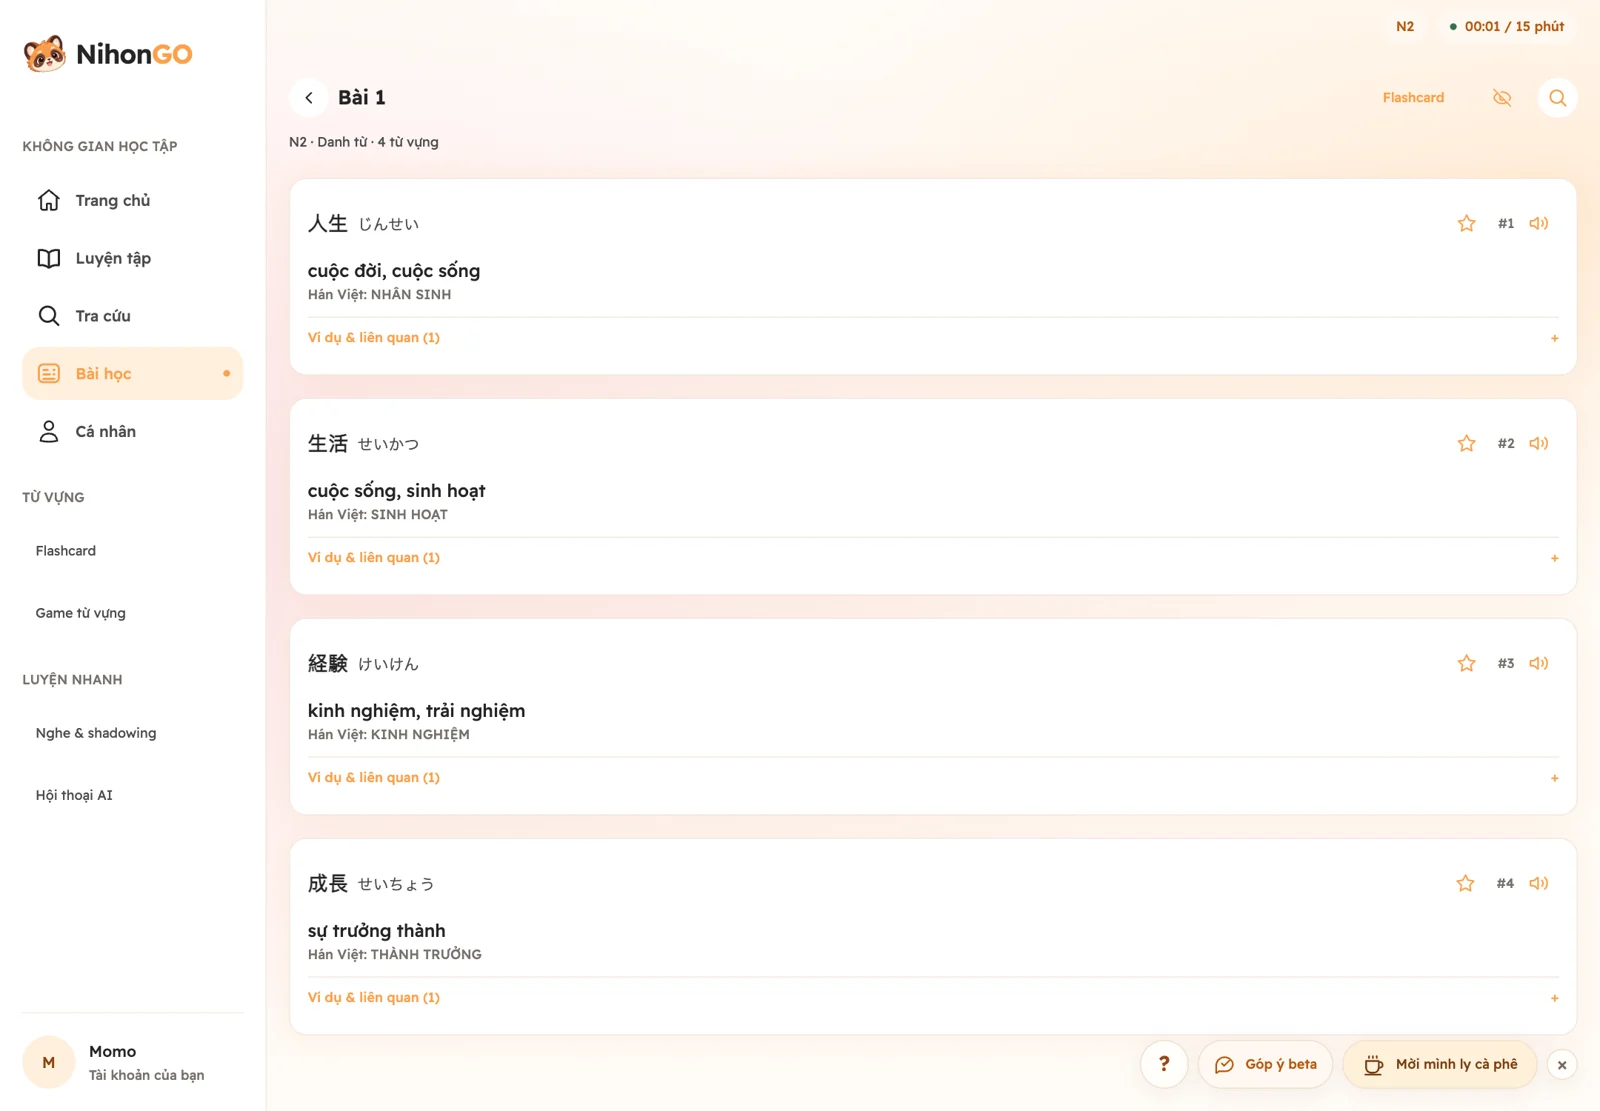 NihonGO
N2
00:01 / 15 phút
KHÔNG GIAN HỌC TẬP
Trang chủ
Luyện tập
Tra cứu
Bài học
Cá nhân
TỪ VỰNG
Flashcard
Game từ vựng
LUYỆN NHANH
Nghe & shadowing
Hội thoại AI
M
Momo
Tài khoản của bạn
Bài 1
Flashcard
N2 · Danh từ · 4 từ vựng
人生 じんせい
#1
cuộc đời, cuộc sống
Hán Việt: NHÂN SINH
Ví dụ & liên quan (1)
+
生活 せいかつ
#2
cuộc sống, sinh hoạt
Hán Việt: SINH HOẠT
Ví dụ & liên quan (1)
+
経験 けいけん
#3
kinh nghiệm, trải nghiệm
Hán Việt: KINH NGHIỆM
Ví dụ & liên quan (1)
+
成長 せいちょう
#4
sự trưởng thành
Hán Việt: THÀNH TRƯỞNG
Ví dụ & liên quan (1)
+
?
Góp ý beta
Mời mình ly cà phê
×